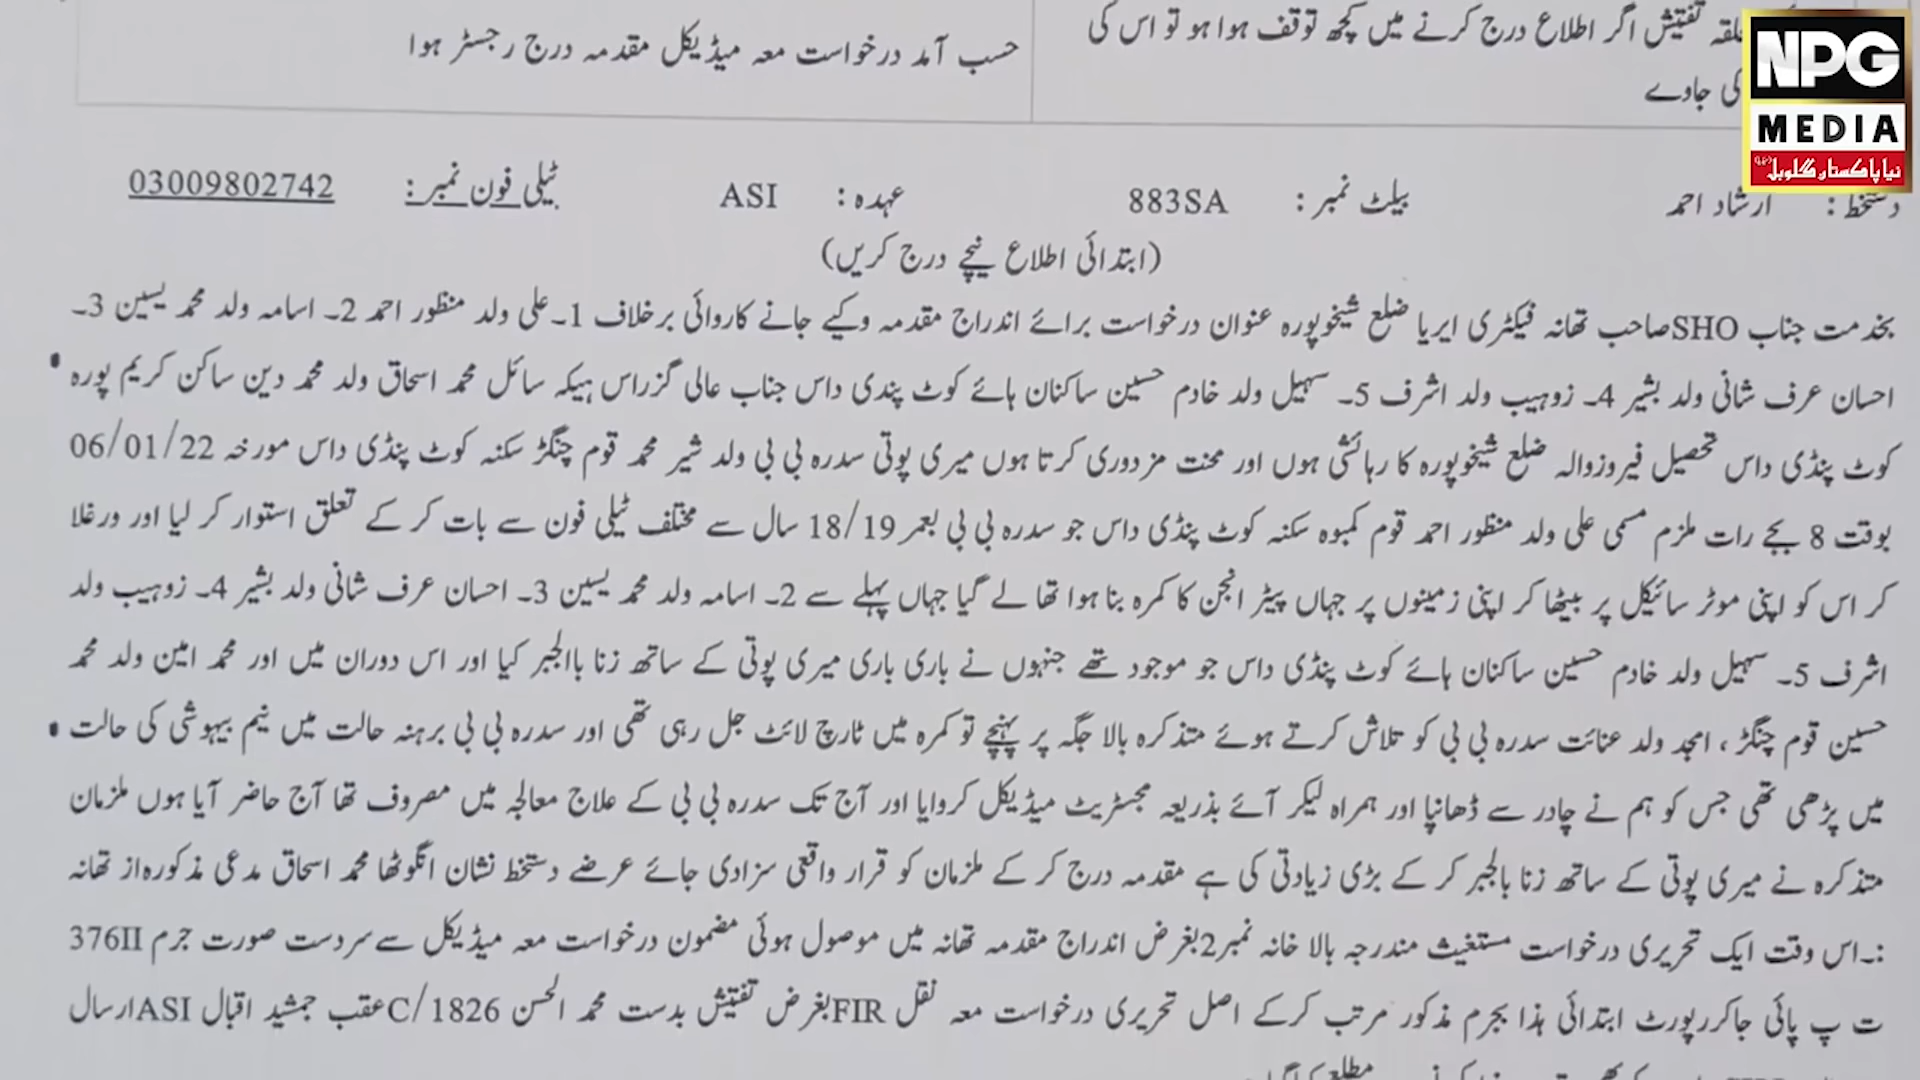 حلقہ تفتیش اگر اطلاع درج کرنے میں کچھ توقف ہوا ہو تو اس کی
کی جاوے
حسب آمد درخواست معہ میڈیکل مقدمہ درج رجسٹر ہوا
NPG
MEDIA
نیا پاکستان گلوبل
دستخط: ارشاد احمد بیلٹ نمبر: 883SA عہدہ: ASI ٹیلی فون نمبر: 03009802742
(ابتدائی اطلاع نیچے درج کریں)
بخدمت جناب SHOصاحب تھانہ فیکٹری ایریا ضلع شیخوپورہ عنوان درخواست برائے اندراج مقدمہ وکیے جانے کاروائی برخلاف 1۔علی ولد منظور احمد 2۔ اسامہ ولد محمد یسین 3۔
احسان عرف شانی ولد بشیر 4۔ زوہیب ولد اشرف 5۔ سہیل ولد خادم حسین ساکنان ہائے کوٹ پنڈی داس جناب عالی گزراس ہیکہ سائل محمد اسحاق ولد محمد دین ساکن کریم پورہ
کوٹ پنڈی داس تحصیل فیروزوالہ ضلع شیخوپورہ کا رہائشی ہوں اور محنت مزدوری کرتا ہوں میری پوتی سدرہ بی بی ولد شیر محمد قوم چنگڑ سکنہ کوٹ پنڈی داس مورخہ 06/01/22
بوقت 8 بجے رات ملزم مسمی علی ولد منظور احمد قوم کمبوہ سکنہ کوٹ پنڈی داس جو سدرہ بی بی بعمر 18/19 سال سے مختلف ٹیلی فون سے بات کر کے تعلق استوار کر لیا اور ورغلا
کر اس کو اپنی موٹر سائیکل پر بیٹھا کر اپنی زمینوں پر جہاں پیٹر انجن کا کمرہ بنا ہوا تھا لے گیا جہاں پہلے سے 2۔ اسامہ ولد محمد یسین 3۔ احسان عرف شانی ولد بشیر 4۔ زوہیب ولد
اشرف 5۔ سہیل ولد خادم حسین ساکنان ہائے کوٹ پنڈی داس جو موجود تھے جنہوں نے باری باری میری پوتی کے ساتھ زنا باالجبر کیا اور اس دوران میں اور محمد امین ولد محمد
حسین قوم چنگڑ ، امجد ولد عنائت سدرہ بی بی کو تلاش کرتے ہوئے متذکرہ بالا جگہ پر پہنچے تو کمرہ میں ٹارچ لائٹ جل رہی تھی اور سدرہ بی بی برہنہ حالت میں نیم بیہوشی کی حالت
میں پڑھی تھی جس کو ہم نے چادر سے ڈھانپا اور ہمراہ لیکر آئے بذریعہ مجسٹریٹ میڈیکل کروایا اور آج تک سدرہ بی بی کے علاج معالجہ میں مصروف تھا آج حاضر آیا ہوں ملزمان
متذکرہ نے میری پوتی کے ساتھ زنا بالجبر کر کے بڑی زیادتی کی ہے مقدمہ درج کر کے ملزمان کو قرار واقعی سزادی جائے عرضے دستخط نشان انگوٹھا محمد اسحاق مدعی مذکورہ از تھانہ
:۔اس وقت ایک تحریری درخواست مستغیث مندرجہ بالا خانہ نمبر2بغرض اندراج مقدمہ تھانہ میں موصول ہوئی مضمون درخواست معہ میڈیکل سے سردست صورت جرم 376II
ت پ پائی جاکررپورٹ ابتدائی ہذا بجرم مذکور مرتب کرکے اصل تحریری درخواست معہ نقل FIRبغرض تفتیش بدست محمد الحسن 1826/Cعقب جمشید اقبال ASIارسال